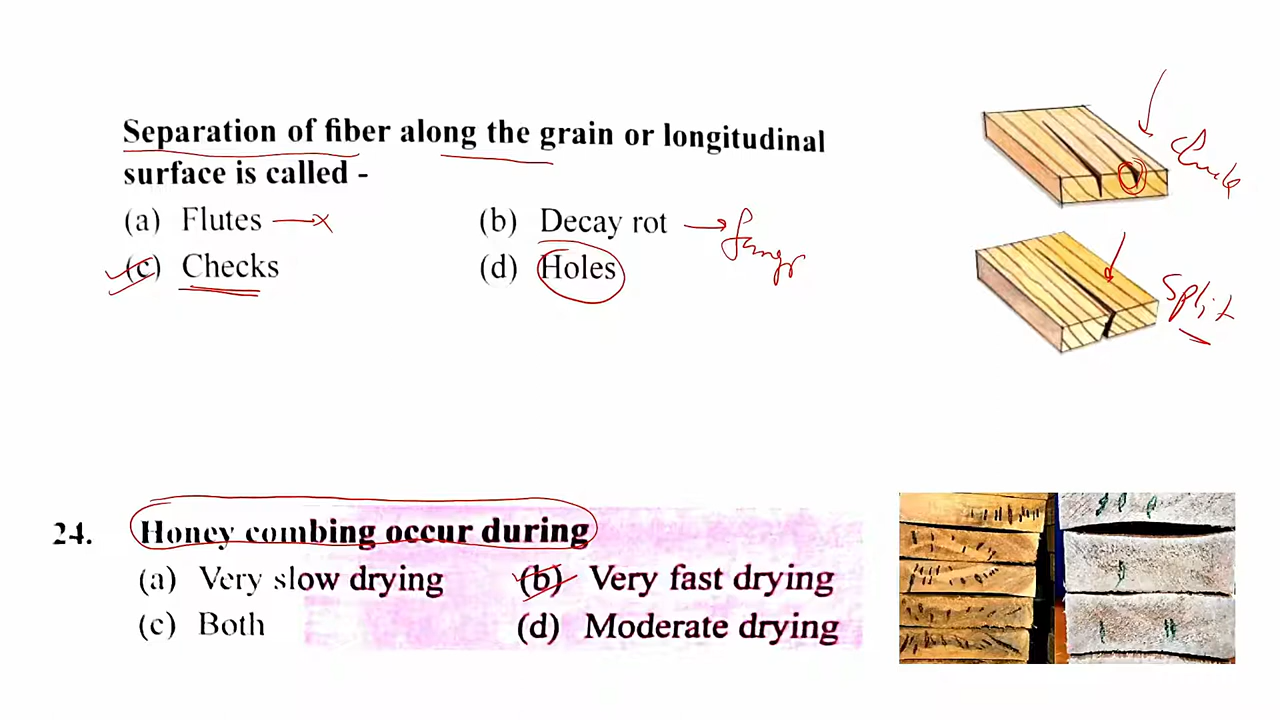 Separation of fiber along the grain or longitudinal
surface is called -
(a) Flutes
(b) Decay rot
(c) Checks
(d) Holes
Split
24. Honey combing occur during
(a) Very slow drying
(b) Very fast drying
(c) Both
(d) Moderate drying